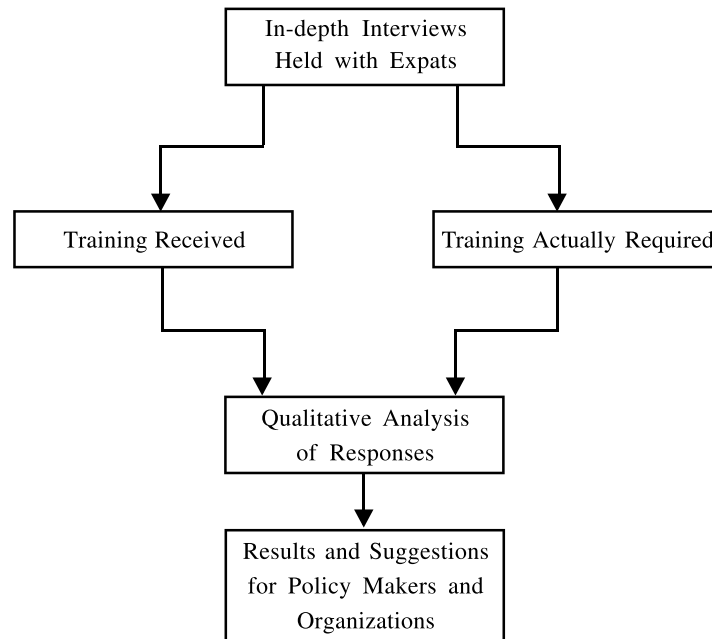 In-depth Interviews
Held with Expats
Training Received
Training Actually Required
Qualitative Analysis
of Responses
Results and Suggestions
for Policy Makers and
Organizations